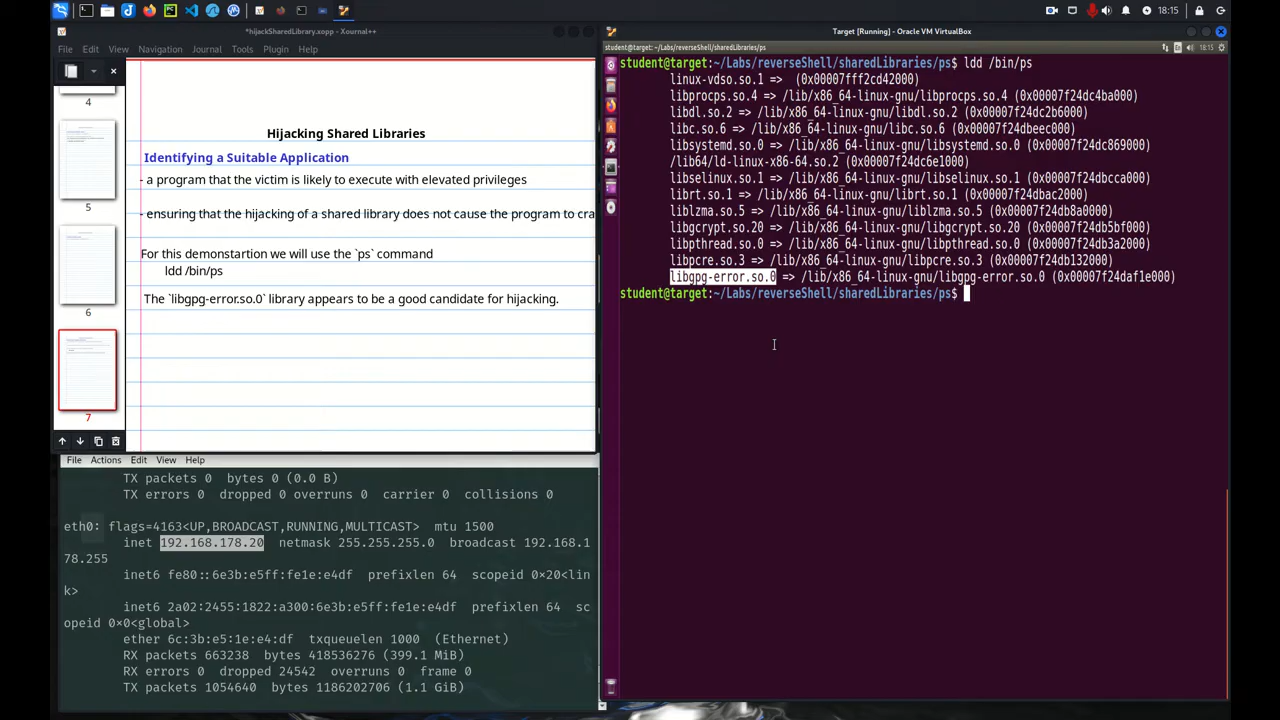 18:15
*hijackSharedLibrary.xopp - Xournal++
File Edit View Navigation Journal Tools Plugin Help
4
5
6
7
Hijacking Shared Libraries
Identifying a Suitable Application
- a program that the victim is likely to execute with elevated privileges
- ensuring that the hijacking of a shared library does not cause the program to cra
For this demonstartion we will use the `ps` command
ldd /bin/ps
The `libgpg-error.so.0` library appears to be a good candidate for hijacking.
File Actions Edit View Help
TX packets 0 bytes 0 (0.0 B)
TX errors 0 dropped 0 overruns 0 carrier 0 collisions 0
eth0: flags=4163<UP,BROADCAST,RUNNING,MULTICAST> mtu 1500
inet 192.168.178.20 netmask 255.255.255.0 broadcast 192.168.1
78.255
inet6 fe80::6e3b:e5ff:fe1e:e4df prefixlen 64 scopeid 0×20<lin
k>
inet6 2a02:2455:1822:a300:6e3b:e5ff:fe1e:e4df prefixlen 64 sc
opeid 0×0<global>
ether 6c:3b:e5:1e:e4:df txqueuelen 1000 (Ethernet)
RX packets 663238 bytes 418536276 (399.1 MiB)
RX errors 0 dropped 24542 overruns 0 frame 0
TX packets 1054640 bytes 1186202706 (1.1 GiB)
Target [Running] - Oracle VM VirtualBox
student@target: ~/Labs/reverseShell/sharedLibraries/ps
18:15
student@target:~/Labs/reverseShell/sharedLibraries/ps$ ldd /bin/ps
linux-vdso.so.1 => (0x00007fff2cd42000)
libprocps.so.4 => /lib/x86_64-linux-gnu/libprocps.so.4 (0x00007f24dc4ba000)
libdl.so.2 => /lib/x86_64-linux-gnu/libdl.so.2 (0x00007f24dc2b6000)
libc.so.6 => /lib/x86_64-linux-gnu/libc.so.6 (0x00007f24dbeec000)
libsystemd.so.0 => /lib/x86_64-linux-gnu/libsystemd.so.0 (0x00007f24dc869000)
/lib64/ld-linux-x86-64.so.2 (0x00007f24dc6e1000)
libselinux.so.1 => /lib/x86_64-linux-gnu/libselinux.so.1 (0x00007f24dbcca000)
librt.so.1 => /lib/x86_64-linux-gnu/librt.so.1 (0x00007f24dbac2000)
liblzma.so.5 => /lib/x86_64-linux-gnu/liblzma.so.5 (0x00007f24db8a0000)
libgcrypt.so.20 => /lib/x86_64-linux-gnu/libgcrypt.so.20 (0x00007f24db5bf000)
libpthread.so.0 => /lib/x86_64-linux-gnu/libpthread.so.0 (0x00007f24db3a2000)
libpcre.so.3 => /lib/x86_64-linux-gnu/libpcre.so.3 (0x00007f24db132000)
libgpg-error.so.0 => /lib/x86_64-linux-gnu/libgpg-error.so.0 (0x00007f24daf1e000)
student@target:~/Labs/reverseShell/sharedLibraries/ps$